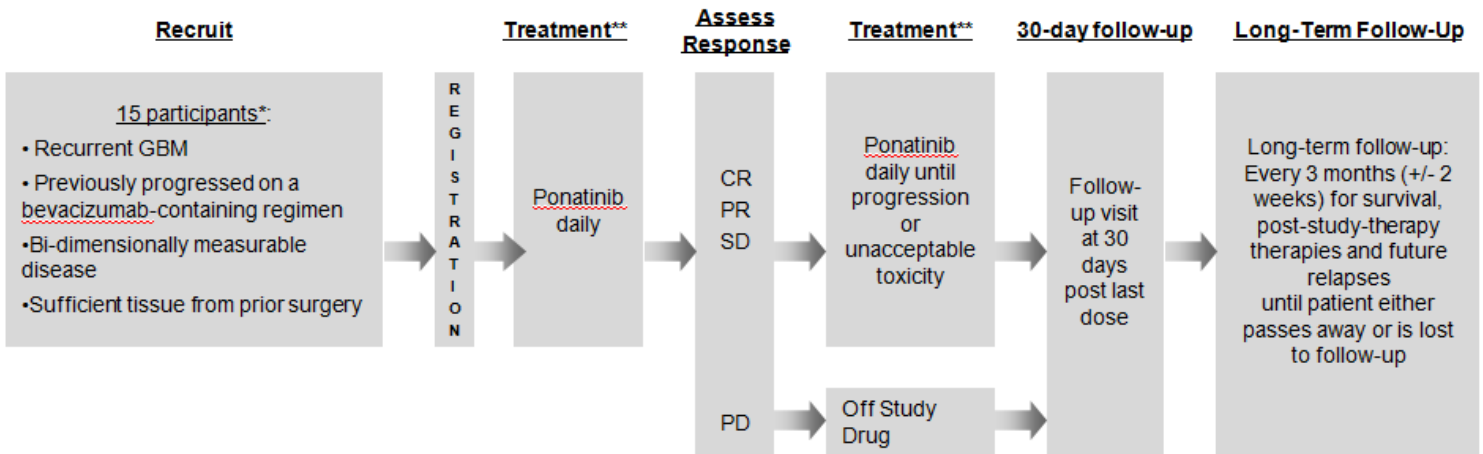 Recruit
Treatment**
Assess
Response
Treatment**
30-day follow-up
Long-Term Follow-Up
15 participants*:
• Recurrent GBM
• Previously progressed on a
bevacizumab-containing regimen
•Bi-dimensionally measurable
disease
•Sufficient tissue from prior surgery
REGISTRATION
Ponatinib
daily
CR
PR
SD
PD
Ponatinib
daily until
progression
or
unacceptable
toxicity
Off Study
Drug
Follow-
up visit
at 30
days
post last
dose
Long-term follow-up:
Every 3 months (+/- 2
weeks) for survival,
post-study-therapy
therapies and future
relapses
until patient either
passes away or is lost
to follow-up